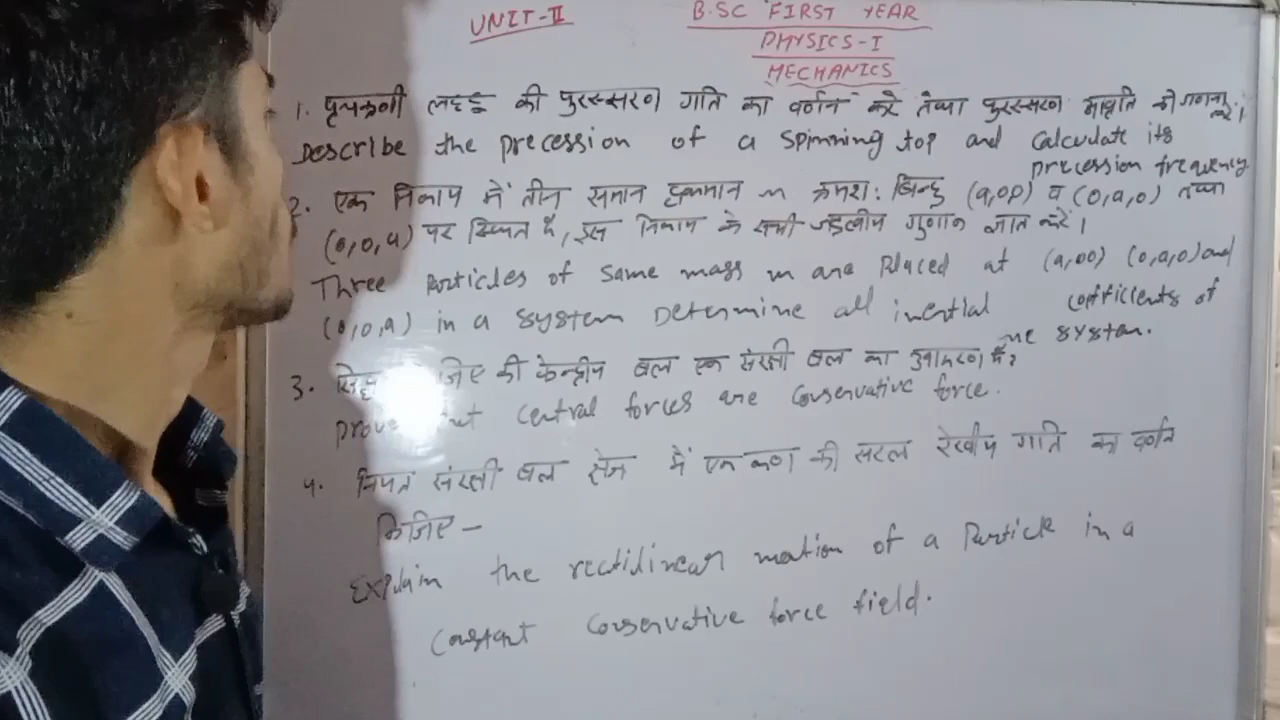 UNIT-II
B.SC FIRST YEAR
PHYSICS-I
MECHANICS
1. लट्टू की पुरस्सरण गति का वर्णन करे तथा पुरस्सरण आवृति की गणना करे।
Describe the precession of a spinning top and calculate its
precession frequency.
2. एक निकाय में तीन समान द्रव्यमान m क्रमश: बिन्दु (a,0,0) व (0,a,0) तथा
(0,0,a) पर स्थित है, इस निकाय के सभी जड़त्वीय गुणांक ज्ञात करें।
Three Particles of same mass m are Placed at (a,00) (0,a,0) and
(0,0,a) in a system Determine all inertial cofficients of
system.
3. की केन्द्रीय बल एक संरक्षी बल का उदाहरण है?
prove central forces are conservative force.
4. नियत संरक्षी बल क्षेत्र में एक कण की सरल रेखीय गति का वर्णन
किजिए -
Explain the rectilinear motion of a Particle in a
constant conservative force field.